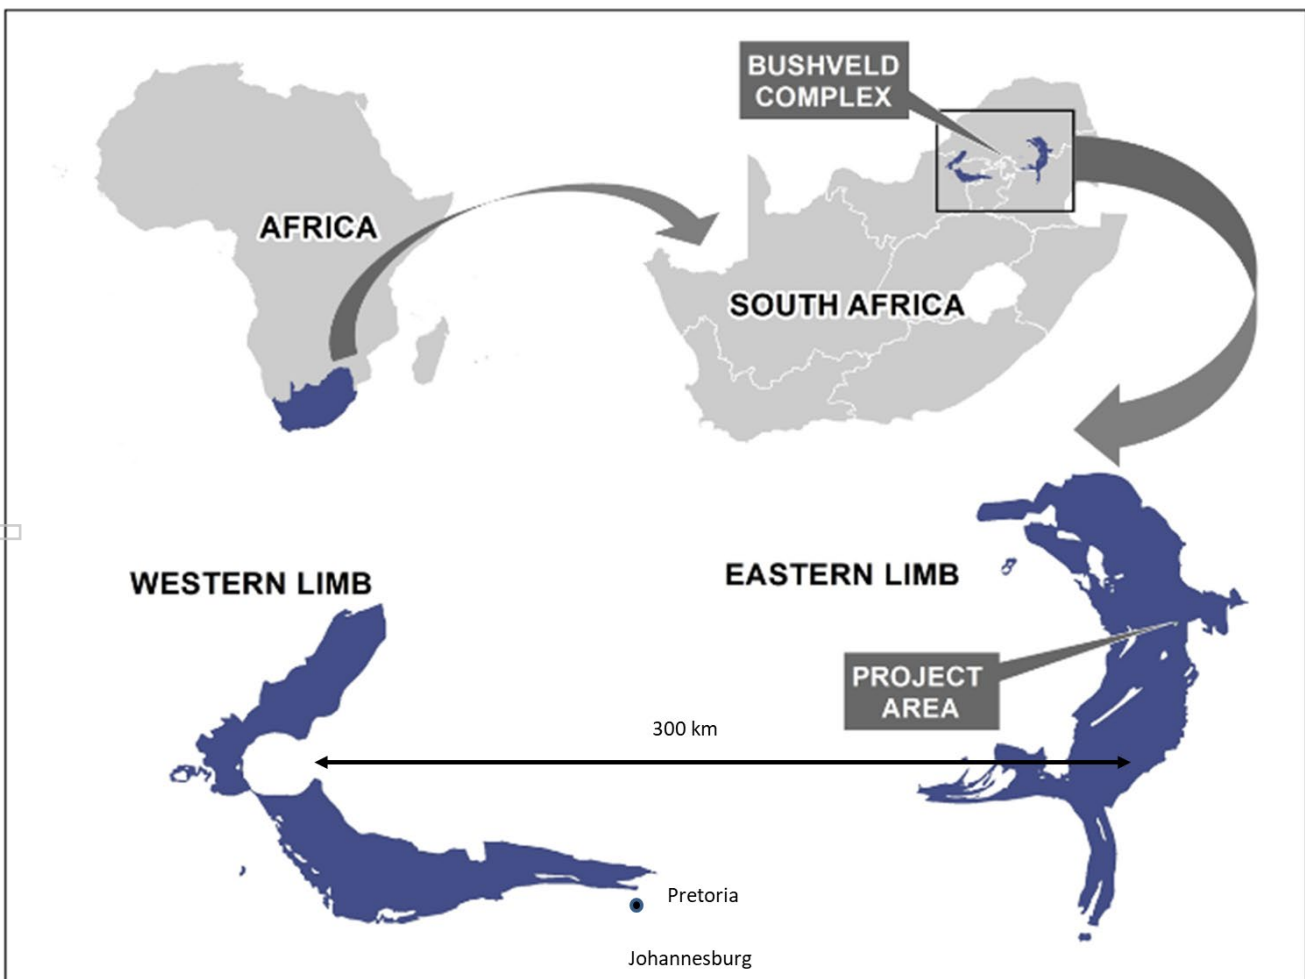 BUSHVELD
COMPLEX
AFRICA
SOUTH AFRICA
WESTERN LIMB
EASTERN LIMB
PROJECT
AREA
300 km
Pretoria
Johannesburg